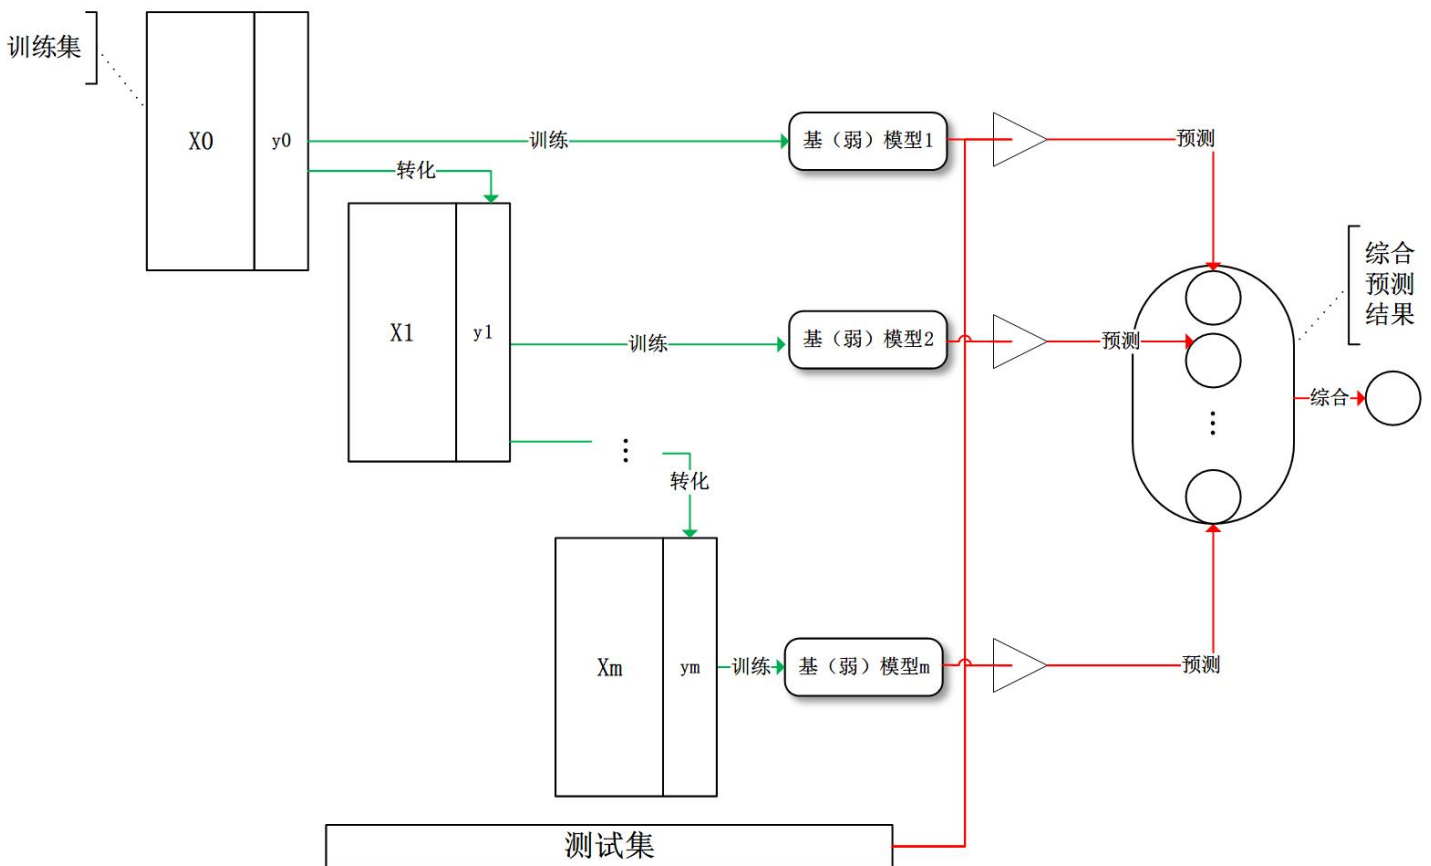 训练集
X0
y0
训练
基（弱）模型1
预测
转化
X1
y1
训练
基（弱）模型2
预测
综合
预测
结果
综合
⋮
转化
⋮
Xm
ym
训练
基（弱）模型m
预测
测试集